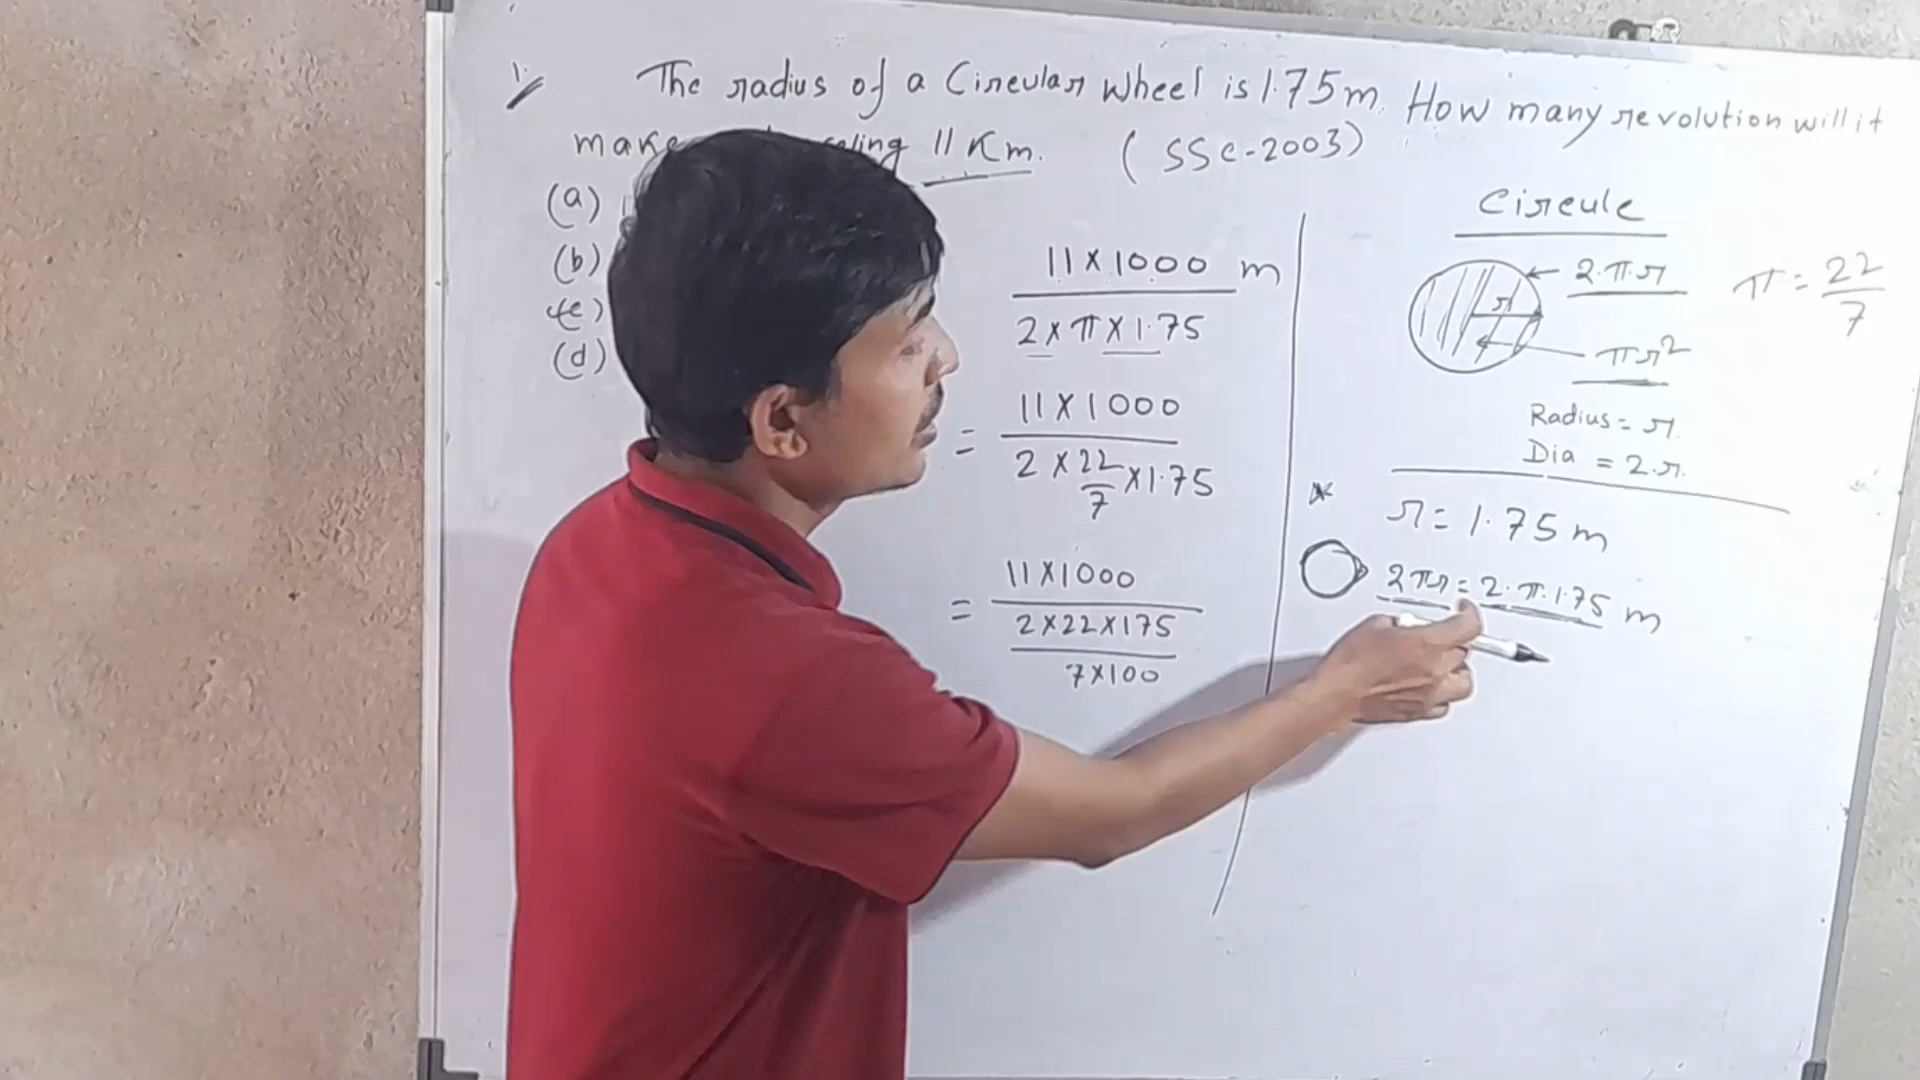 1. The radius of a Circular wheel is 1.75m. How many revolution will it
make 11 Km. (SSC-2003)
(a)
(b)
(c)
(d)
11 X 1000 m
2 x π x 1.75
= 11 X 1000
2 X 22/7 X 1.75
= 11 X 1000
2 X 22 X 175
7 X 100
Circule
2.π.r
r
πr²
π = 22/7
Radius = r.
Dia = 2.r.
* r = 1.75 m
2πr = 2.π.1.75 m